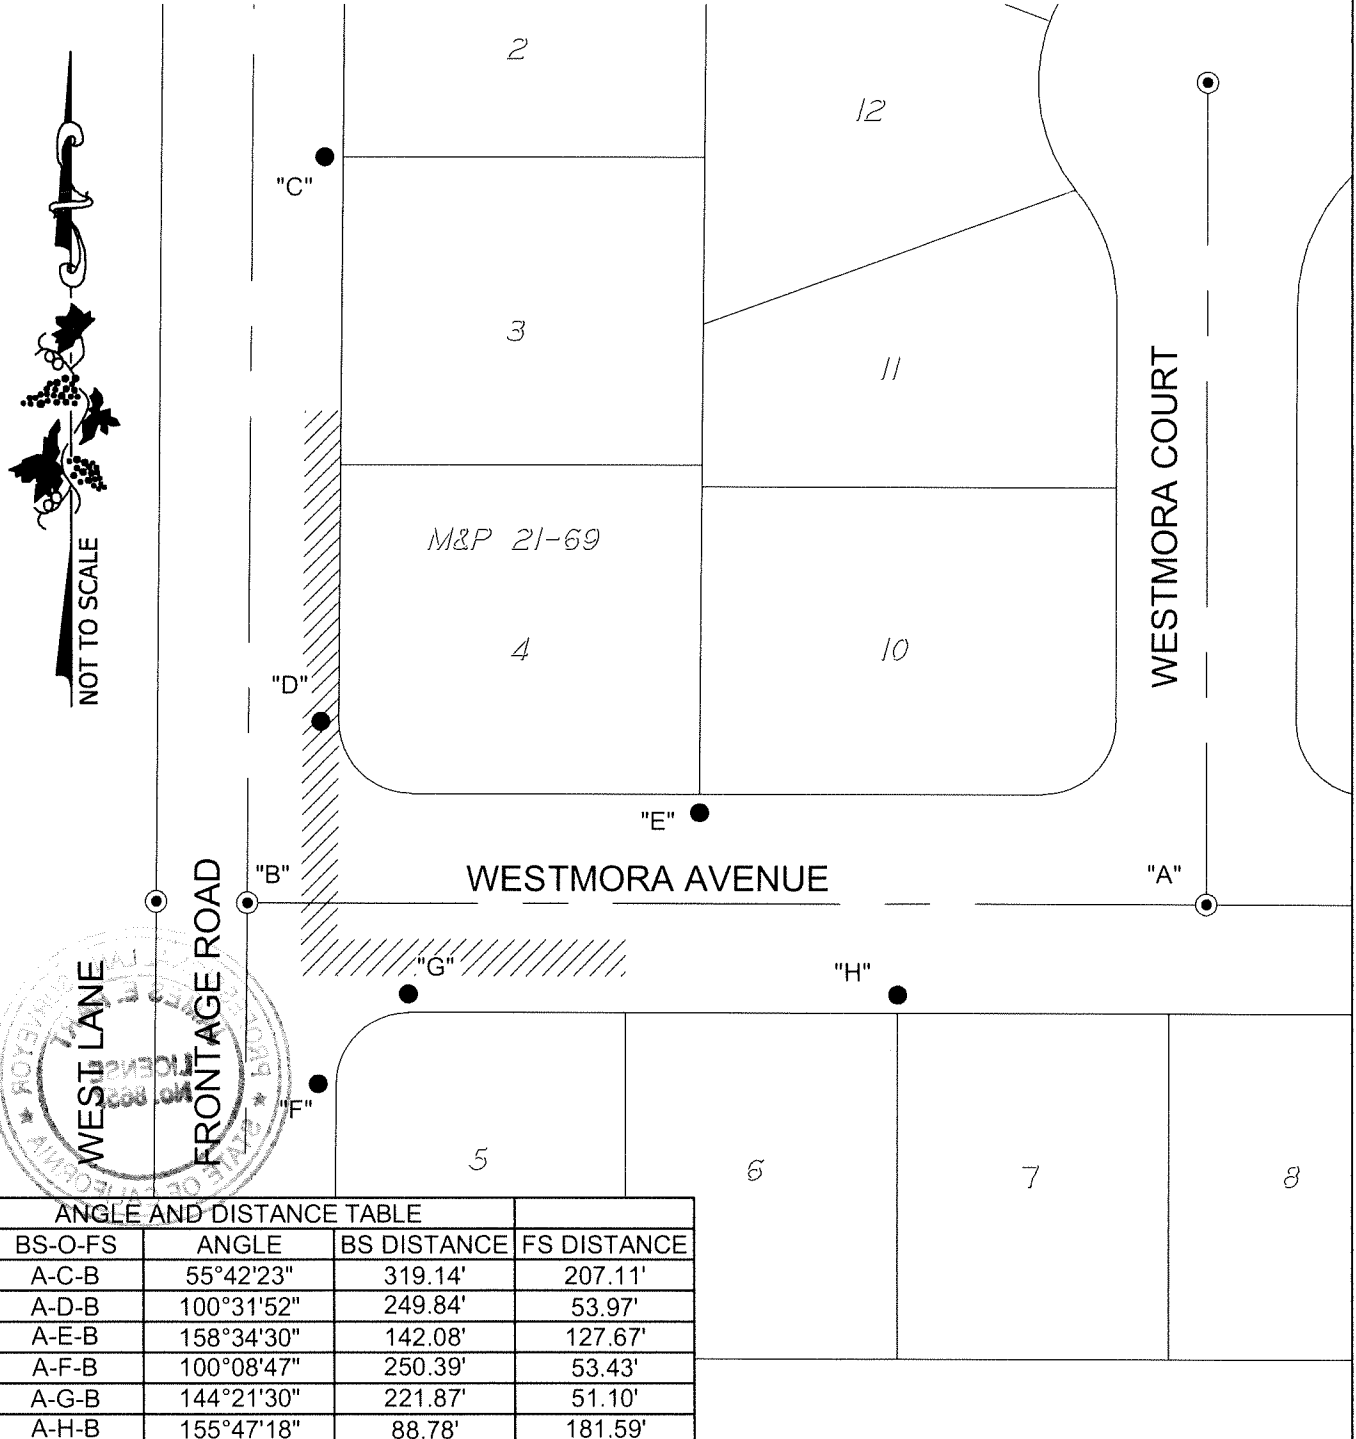 2
12
"C"
3
11
WESTMORA COURT
NOT TO SCALE
M&P 21-69
4
10
"D"
"E"
"B"
WESTMORA AVENUE
"A"
"G"
"H"
WEST LANE
FRONTAGE ROAD
LICENSE
STATE OF CALIFORNIA
"F"
5
6
7
8
ANGLE AND DISTANCE TABLE
BS-O-FS ANGLE BS DISTANCE FS DISTANCE
A-C-B 55°42'23" 319.14' 207.11'
A-D-B 100°31'52" 249.84' 53.97'
A-E-B 158°34'30" 142.08' 127.67'
A-F-B 100°08'47" 250.39' 53.43'
A-G-B 144°21'30" 221.87' 51.10'
A-H-B 155°47'18" 88.78' 181.59'